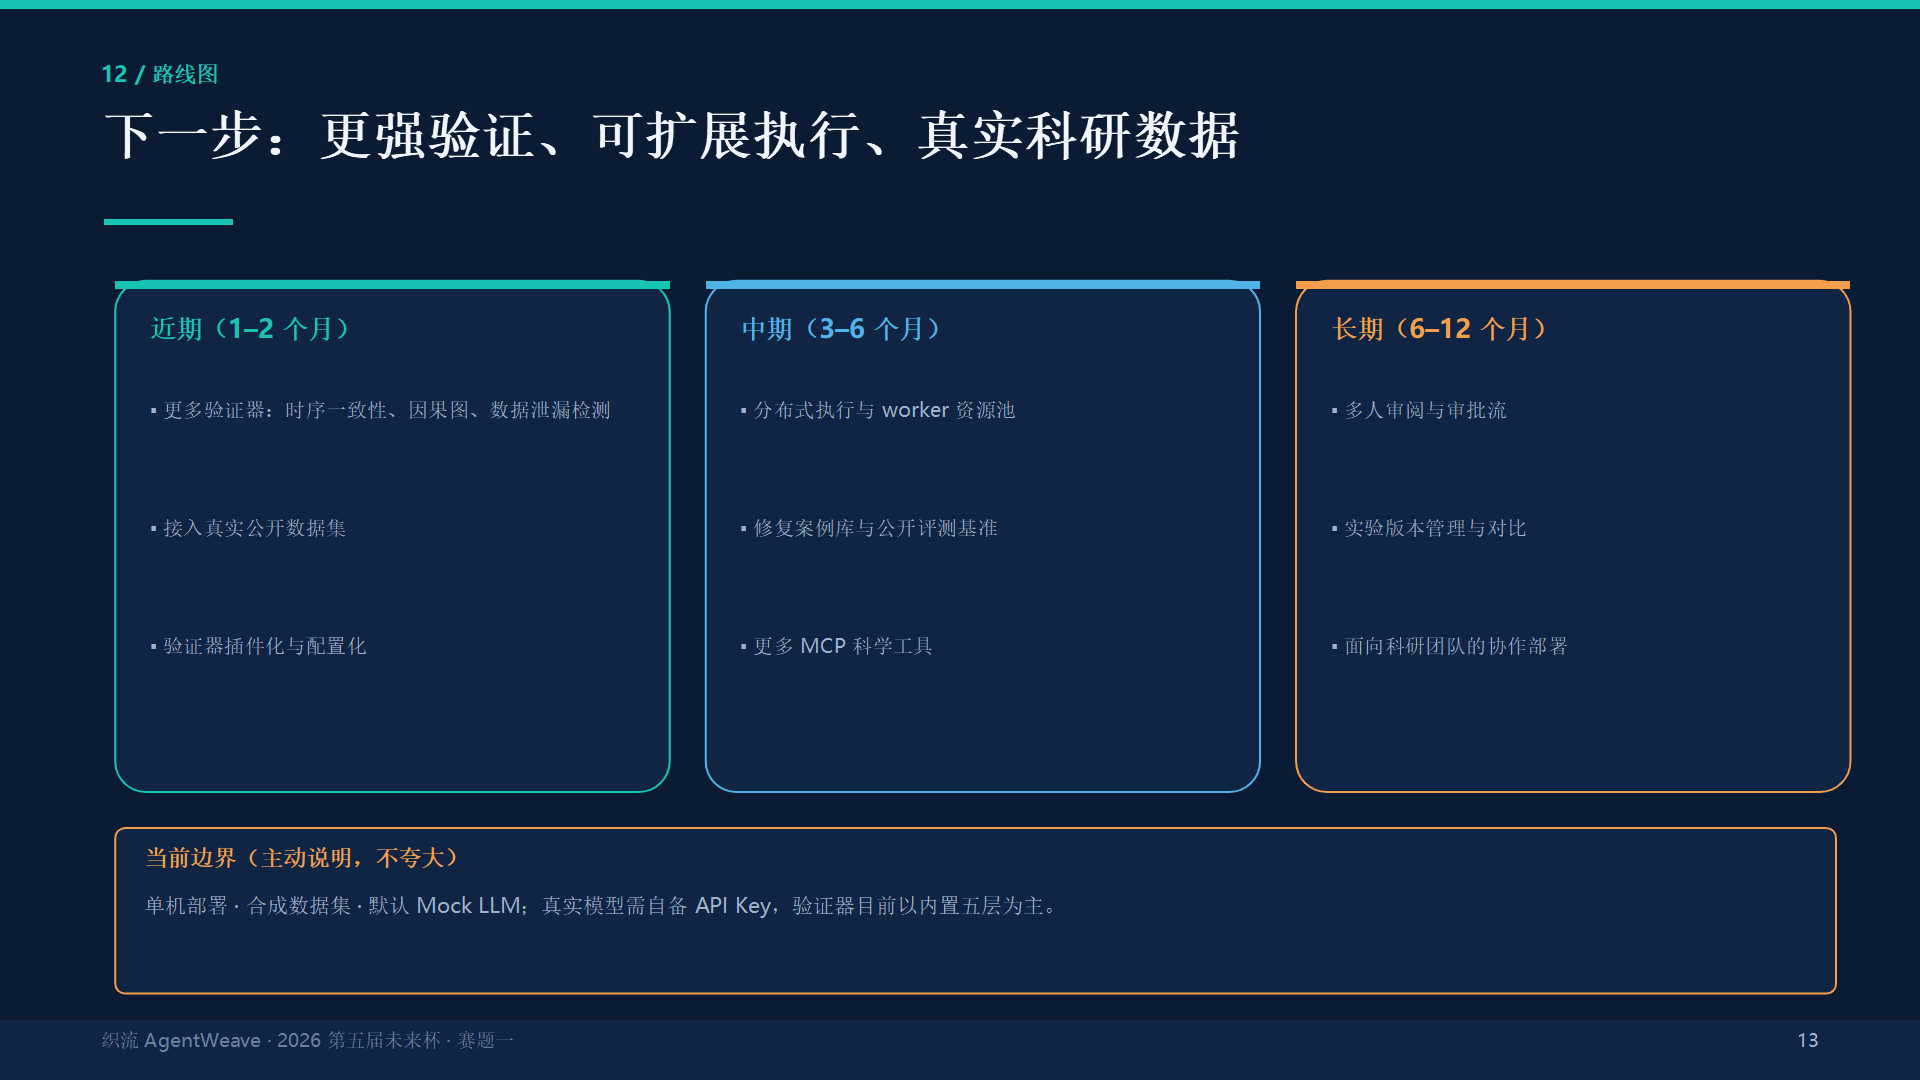 12 / 路线图
下一步：更强验证、可扩展执行、真实科研数据
近期（1–2 个月）
▪ 更多验证器：时序一致性、因果图、数据泄漏检测
▪ 接入真实公开数据集
▪ 验证器插件化与配置化
中期（3–6 个月）
▪ 分布式执行与 worker 资源池
▪ 修复案例库与公开评测基准
▪ 更多 MCP 科学工具
长期（6–12 个月）
▪ 多人审阅与审批流
▪ 实验版本管理与对比
▪ 面向科研团队的协作部署
当前边界（主动说明，不夸大）
单机部署 · 合成数据集 · 默认 Mock LLM；真实模型需自备 API Key，验证器目前以内置五层为主。
织流 AgentWeave · 2026 第五届未来杯 · 赛题一
13